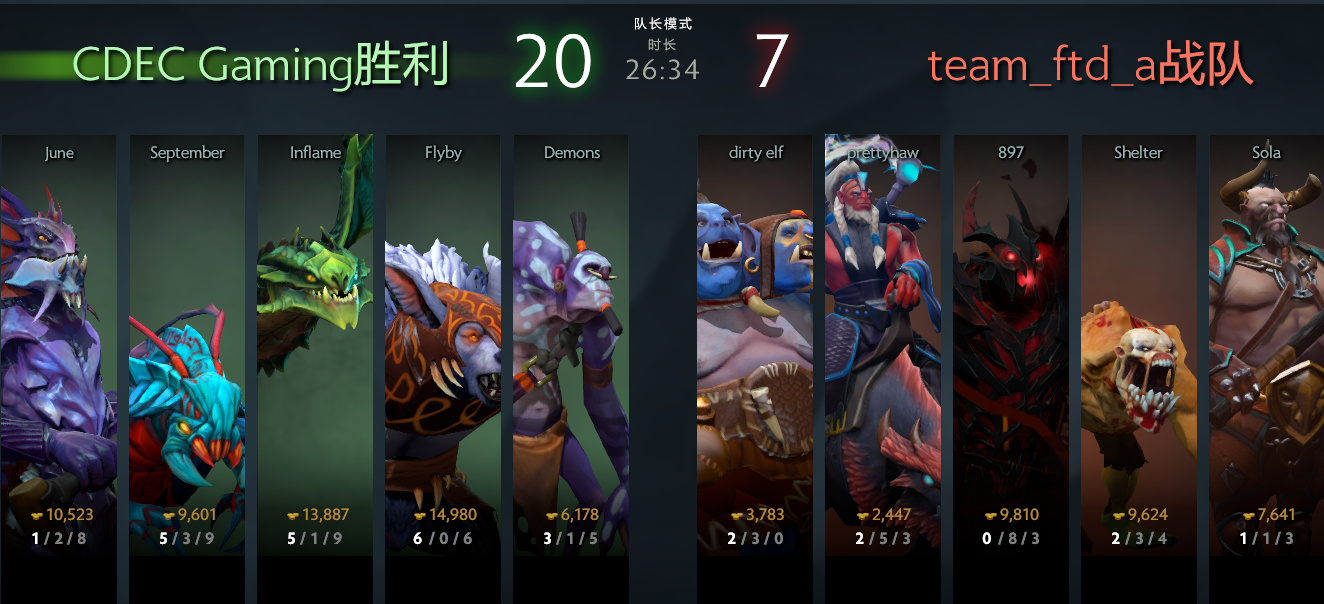 CDEC Gaming胜利
20
队长模式
时长
26:34
7
team_ftd_a战队
June
September
Inflame
Flyby
Demons
dirty elf
prettyhaw
897
Shelter
Sola
10,523
9,601
13,887
14,980
6,178
3,783
2,447
9,810
9,624
7,641
1 / 2 / 8
5 / 3 / 9
5 / 1 / 9
6 / 0 / 6
3 / 1 / 5
2 / 3 / 0
2 / 5 / 3
0 / 8 / 3
2 / 3 / 4
1 / 1 / 3